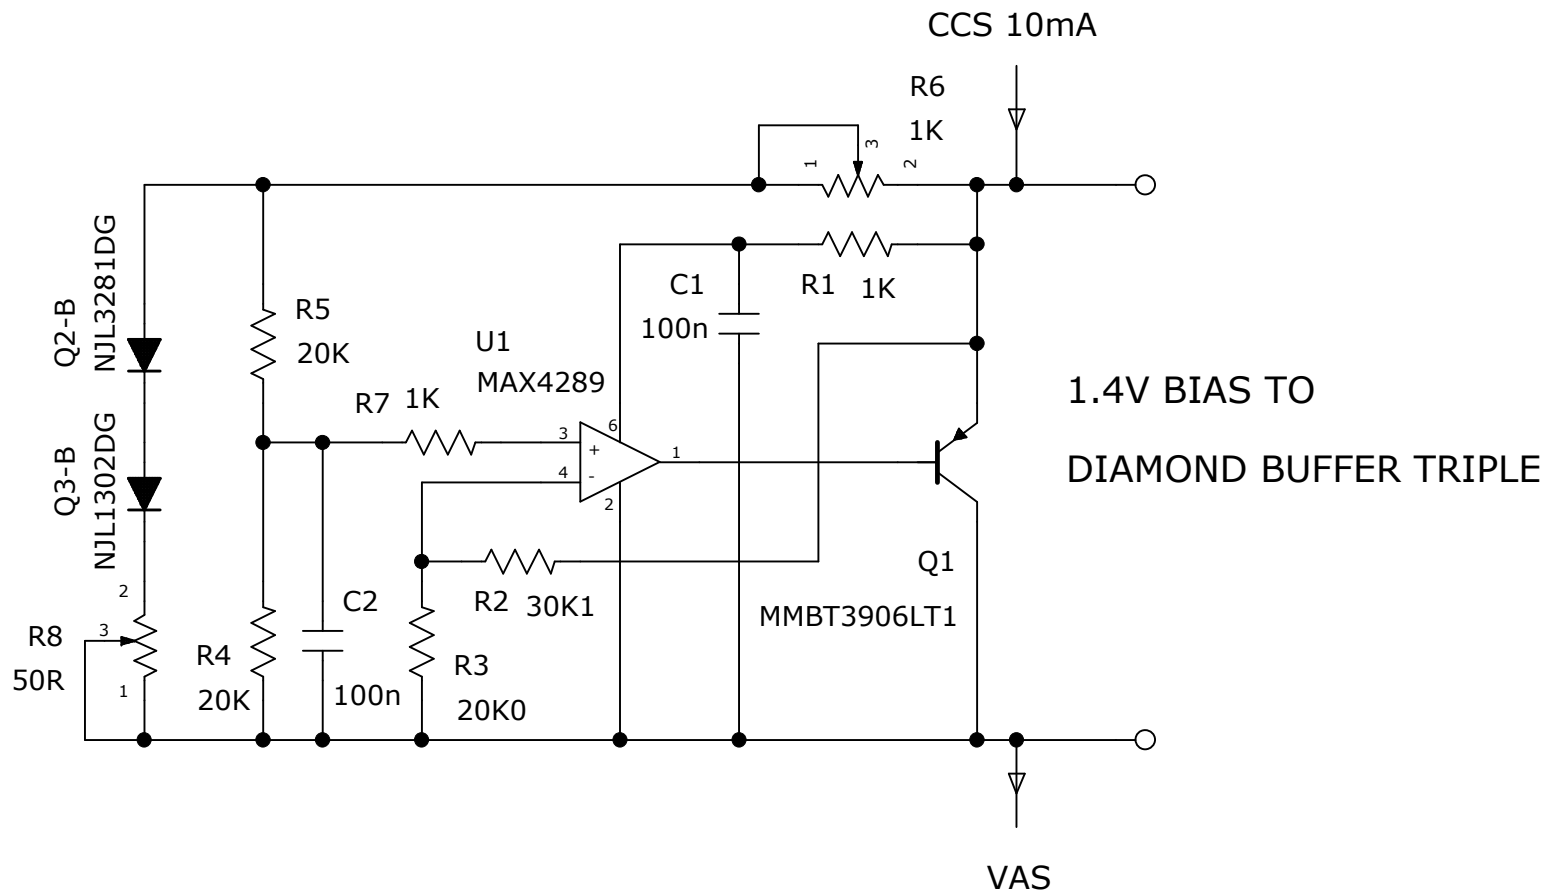 CCS 10mA
R6
1K
1
3
2
Q2-B
NJL3281DG
R5
20K
C1
100n
R1
1K
U1
MAX4289
R7
1K
3
+
6
1
4
-
2
1.4V BIAS TO
DIAMOND BUFFER TRIPLE
Q3-B
NJL1302DG
2
R8
50R
3
1
R4
20K
C2
100n
R2
30K1
R3
20K0
Q1
MMBT3906LT1
VAS